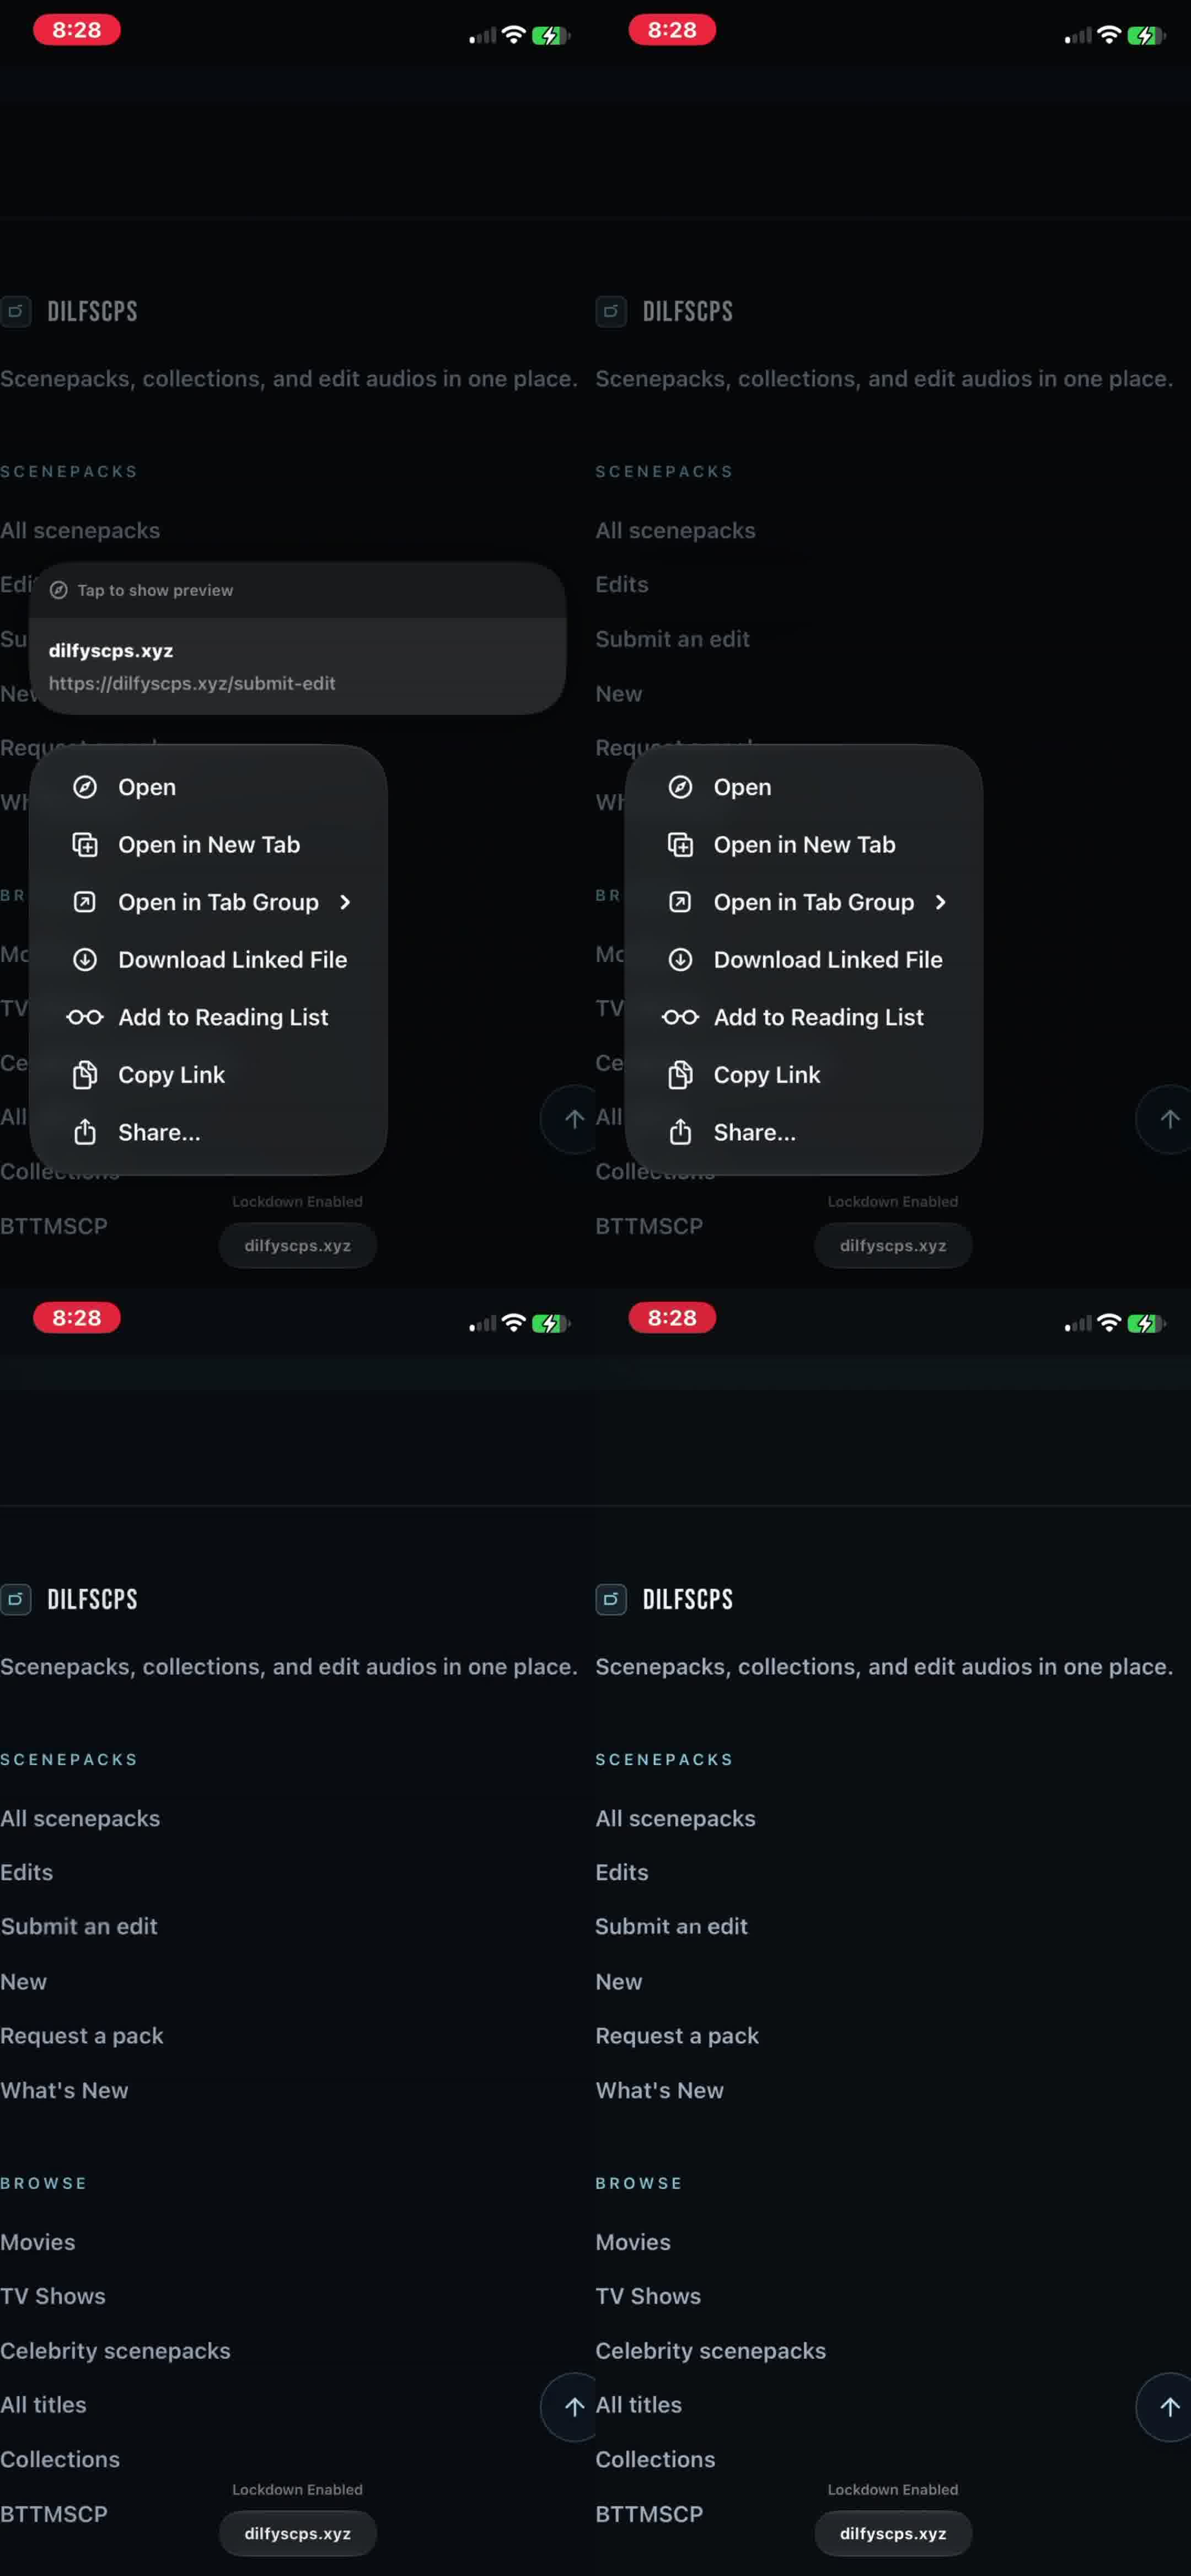 8:28
DILFSCPS
Scenepacks, collections, and edit audios in one place.
SCENEPACKS
All scenepacks
Tap to show preview
dilfyscps.xyz
https://dilfyscps.xyz/submit-edit
Open
Open in New Tab
Open in Tab Group
Download Linked File
Add to Reading List
Copy Link
Share...
Lockdown Enabled
BTTMSCP
dilfyscps.xyz
8:28
DILFSCPS
Scenepacks, collections, and edit audios in one place.
SCENEPACKS
All scenepacks
Edits
Submit an edit
New
Open
Open in New Tab
Open in Tab Group
Download Linked File
Add to Reading List
Copy Link
Share...
Lockdown Enabled
BTTMSCP
dilfyscps.xyz
8:28
DILFSCPS
Scenepacks, collections, and edit audios in one place.
SCENEPACKS
All scenepacks
Edits
Submit an edit
New
Request a pack
What's New
BROWSE
Movies
TV Shows
Celebrity scenepacks
All titles
Collections
Lockdown Enabled
BTTMSCP
dilfyscps.xyz
8:28
DILFSCPS
Scenepacks, collections, and edit audios in one place.
SCENEPACKS
All scenepacks
Edits
Submit an edit
New
Request a pack
What's New
BROWSE
Movies
TV Shows
Celebrity scenepacks
All titles
Collections
Lockdown Enabled
BTTMSCP
dilfyscps.xyz